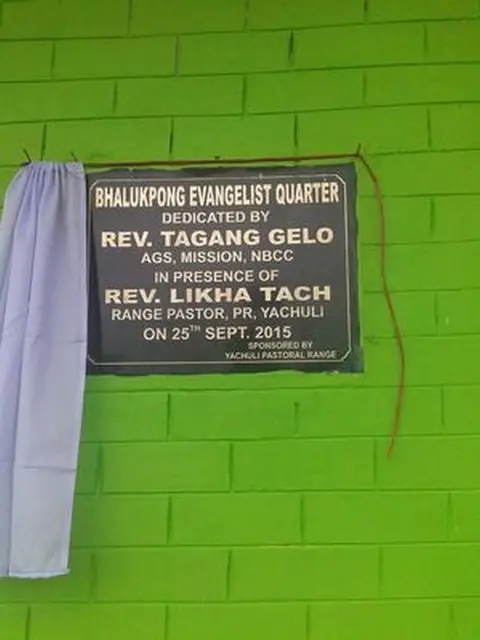 BHALUKPONG EVANGELIST QUARTER
DEDICATED BY
REV. TAGANG GELO
AGS, MISSION, NBCC
IN PRESENCE OF
REV. LIKHA TACH
RANGE PASTOR, PR, YACHULI
ON 25TH SEPT. 2015
SPONSORED BY
YACHULI PASTORAL RANGE